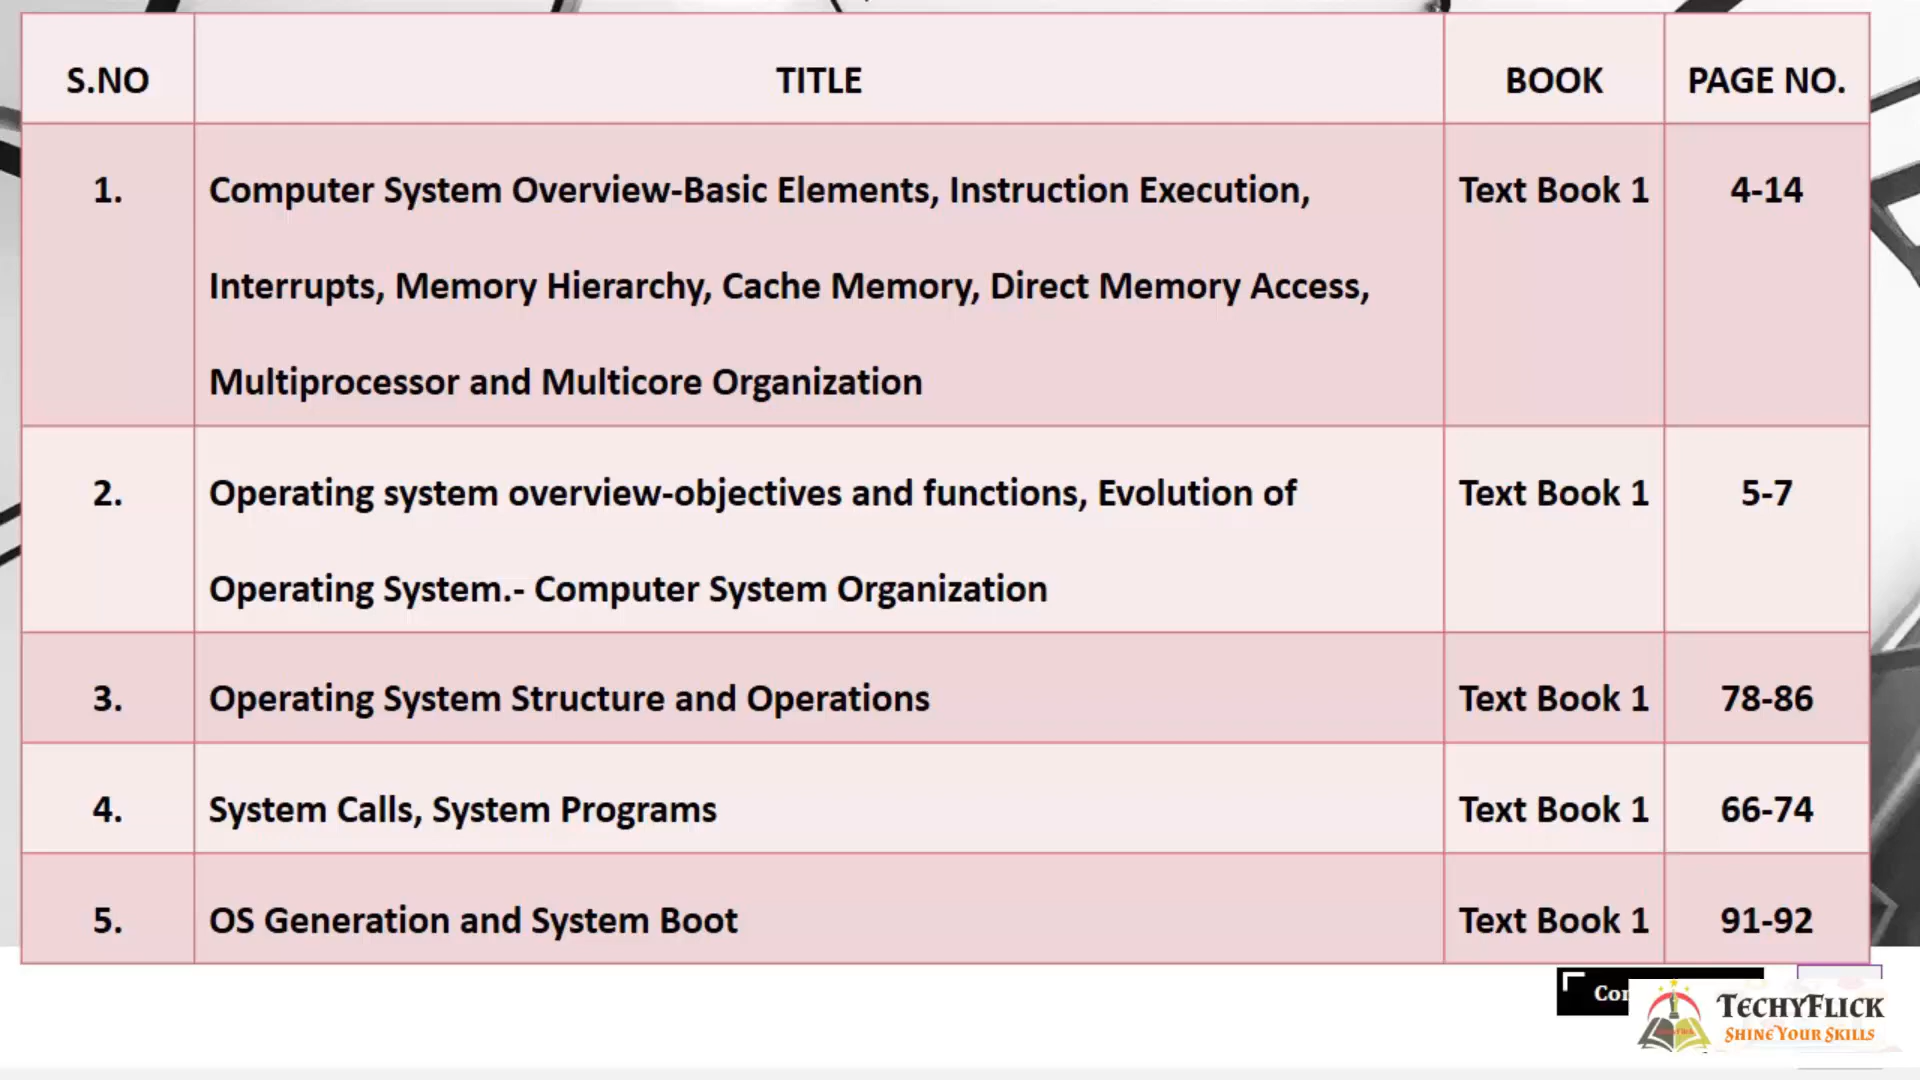 S.NO TITLE BOOK PAGE NO.
1. Computer System Overview-Basic Elements, Instruction Execution, Text Book 1 4-14
Interrupts, Memory Hierarchy, Cache Memory, Direct Memory Access,
Multiprocessor and Multicore Organization
2. Operating system overview-objectives and functions, Evolution of Text Book 1 5-7
Operating System.- Computer System Organization
3. Operating System Structure and Operations Text Book 1 78-86
4. System Calls, System Programs Text Book 1 66-74
5. OS Generation and System Boot Text Book 1 91-92
TECHYFLICK
SHINE YOUR SKILLS